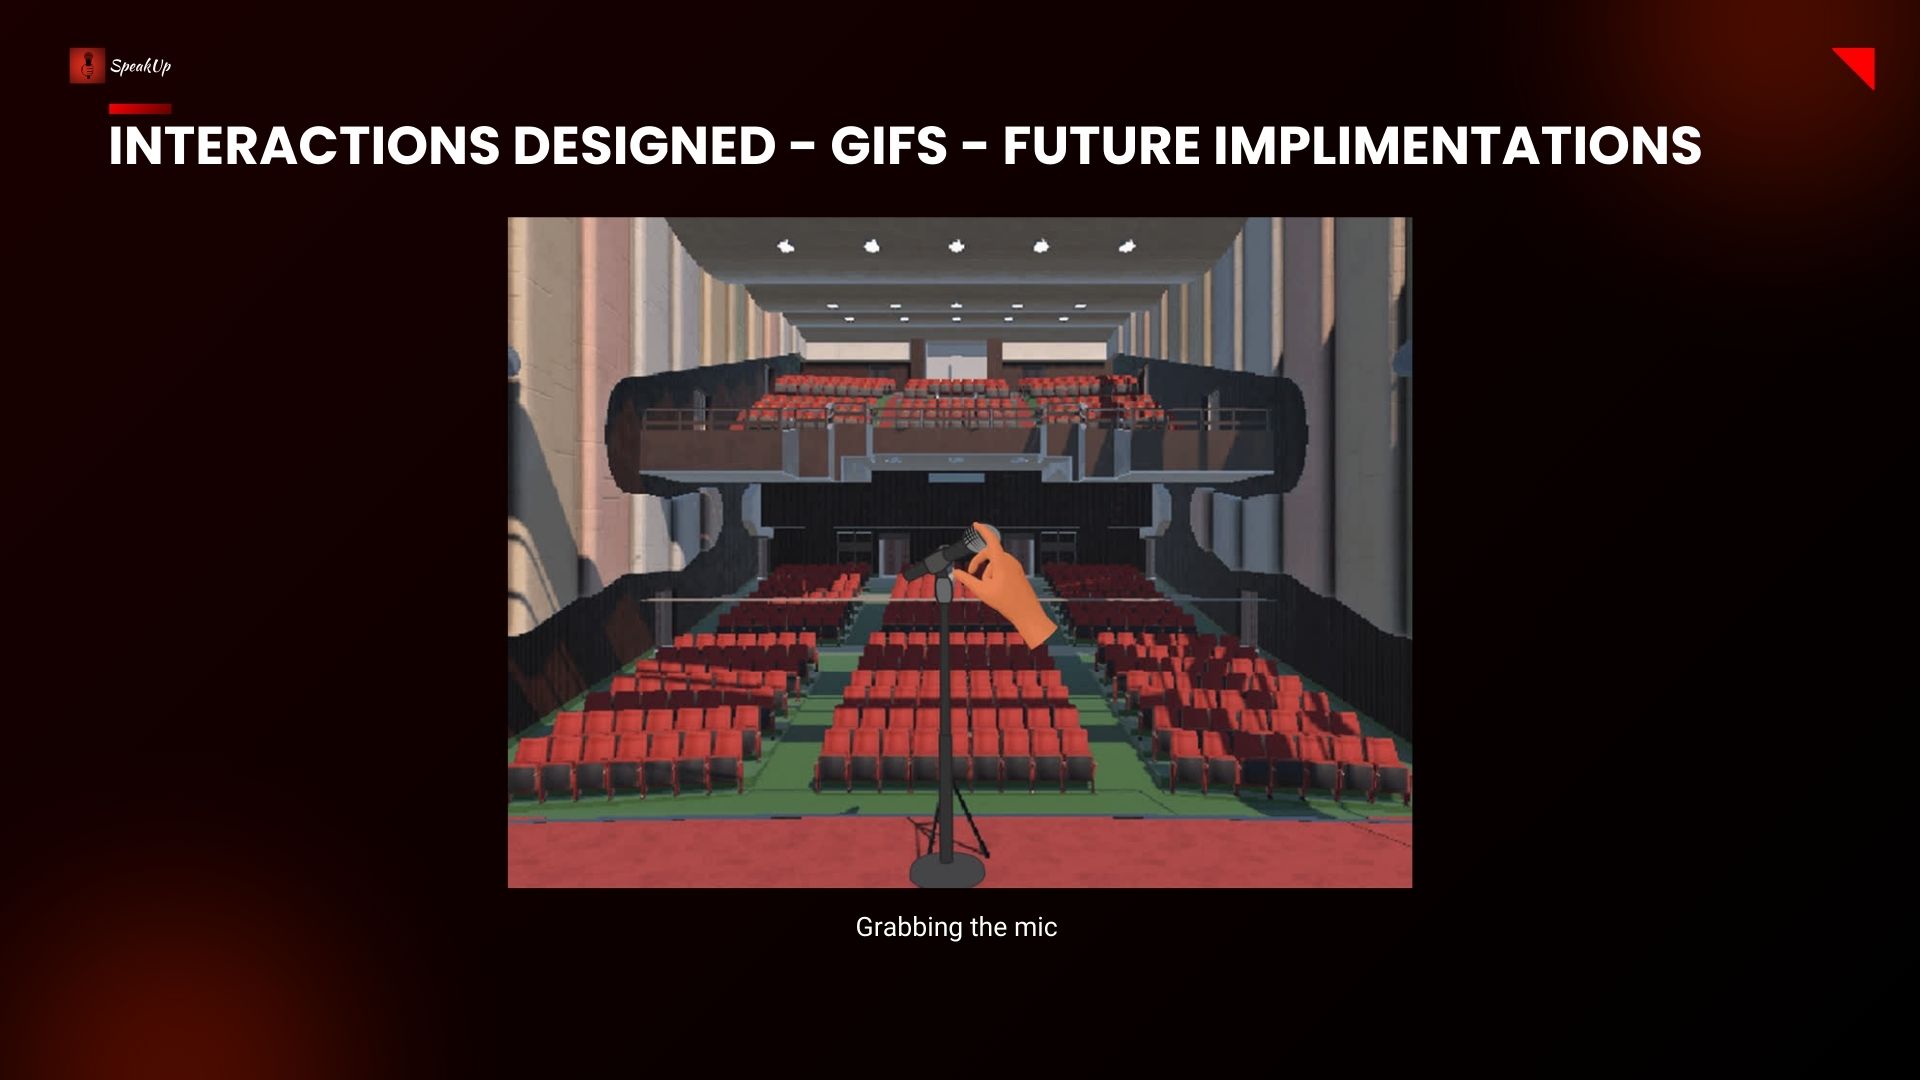 SpeakUp
INTERACTIONS DESIGNED - GIFS - FUTURE IMPLIMENTATIONS
Grabbing the mic